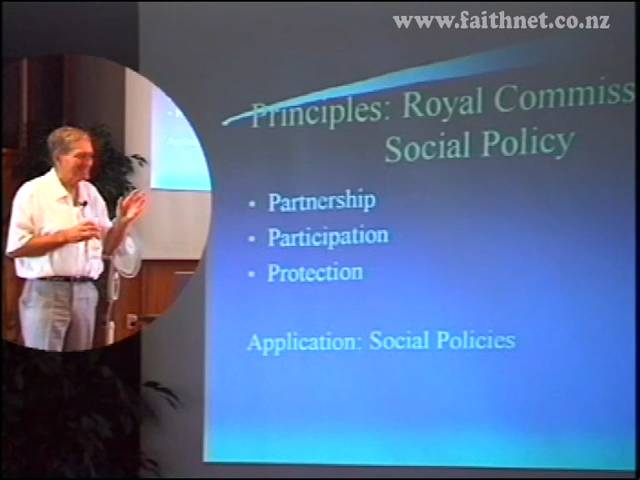 www.faithnet.co.nz
Principles: Royal Commiss
Social Policy
• Partnership
• Participation
• Protection
Application: Social Policies